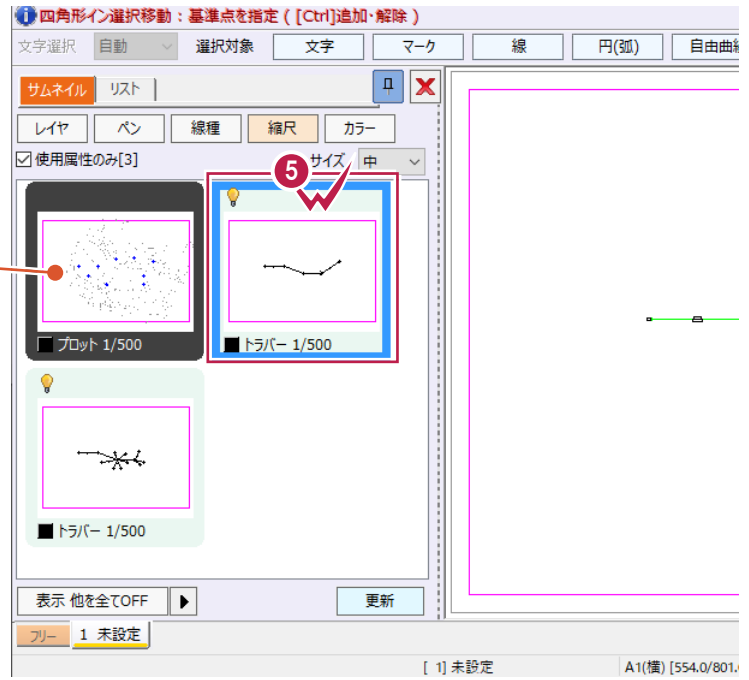 四角形イン選択移動：基準点を指定 ( [Ctrl]追加・解除 )
文字選択 自動 選択対象 文字 マーク 線 円(弧)
サムネイル リスト
レイヤ ペン 線種 縮尺 カラー
使用属性のみ[3] サイズ 中
5
プロット 1/500 トラバー 1/500
トラバー 1/500
表示 他を全てOFF 更新
フリー 1 未設定
[ 1] 未設定 A1(横) [554.0/801.